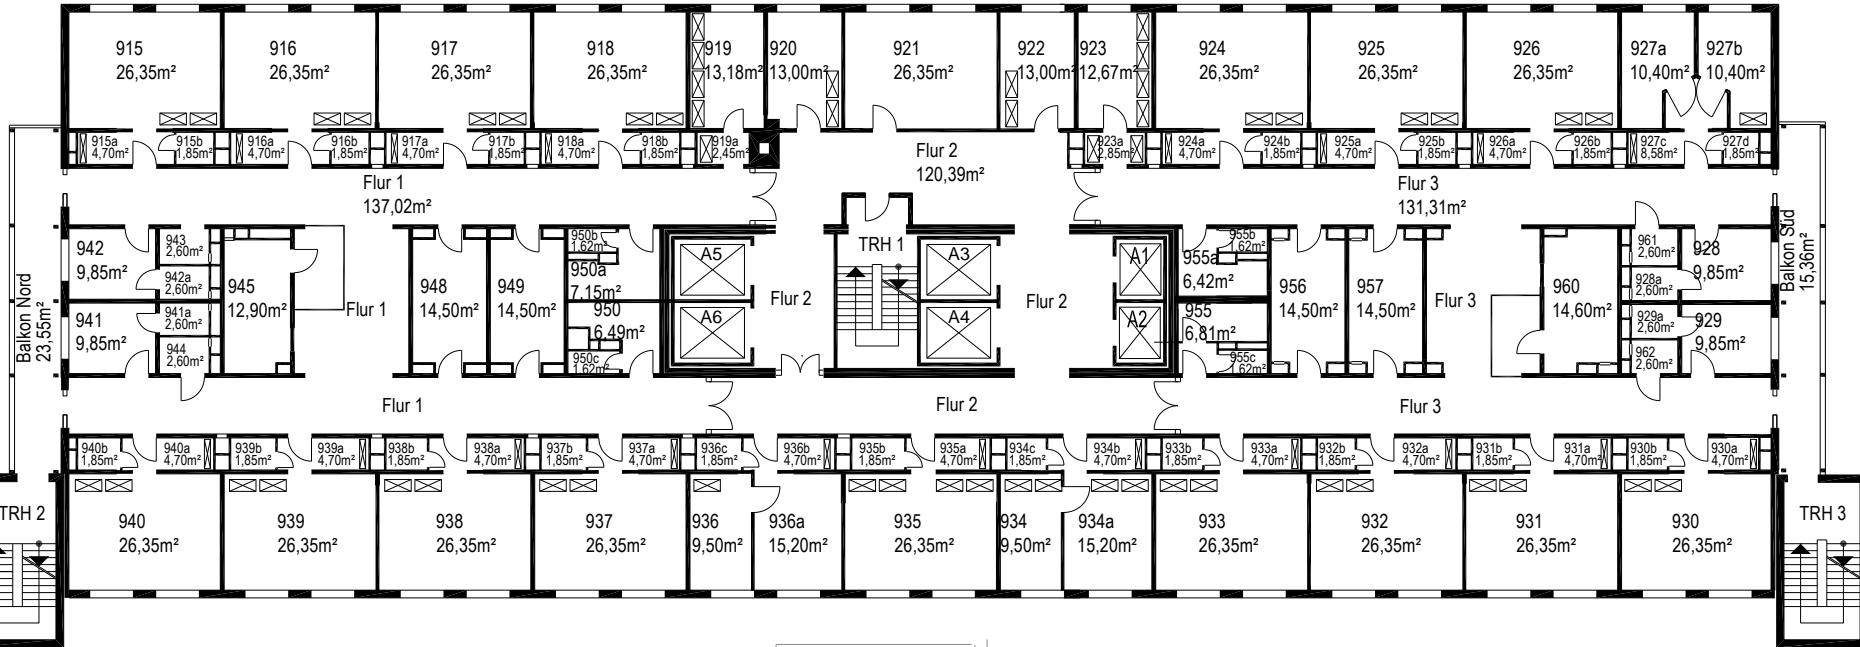 915
26,35m²
916
26,35m²
917
26,35m²
918
26,35m²
919
13,18m²
920
13,00m²
921
26,35m²
922
13,00m²
923
12,67m²
924
26,35m²
925
26,35m²
926
26,35m²
927a
10,40m²
927b
10,40m²
915a
4,70m²
915b
1,85m²
916a
4,70m²
916b
1,85m²
917a
4,70m²
917b
1,85m²
918a
4,70m²
918b
1,85m²
919a
2,45m²
923a
2,85m²
924a
4,70m²
924b
1,85m²
925a
4,70m²
925b
1,85m²
926a
4,70m²
926b
1,85m²
927c
8,58m²
927d
1,85m²
Flur 1
137,02m²
Flur 2
120,39m²
Flur 3
131,31m²
Balkon Nord
23,55m²
942
9,85m²
943
2,60m²
942a
2,60m²
941
9,85m²
941a
2,60m²
944
2,60m²
945
12,90m²
Flur 1
948
14,50m²
949
14,50m²
950b
1,62m²
950a
7,15m²
950
6,49m²
950c
1,62m²
A5
A6
Flur 2
TRH 1
A3
A4
Flur 2
A1
A2
955b
1,62m²
955a
6,42m²
955
6,81m²
955c
1,62m²
956
14,50m²
957
14,50m²
Flur 3
960
14,60m²
961
2,60m²
928
9,85m²
928a
2,60m²
929a
2,60m²
929
9,85m²
962
2,60m²
Balkon Süd
15,36m²
Flur 1
Flur 2
Flur 3
940b
1,85m²
940a
4,70m²
939b
1,85m²
939a
4,70m²
938b
1,85m²
938a
4,70m²
937b
1,85m²
937a
4,70m²
936c
1,85m²
936b
4,70m²
935b
1,85m²
935a
4,70m²
934c
1,85m²
934b
4,70m²
933b
1,85m²
933a
4,70m²
932b
1,85m²
932a
4,70m²
931b
1,85m²
931a
4,70m²
930b
1,85m²
930a
4,70m²
TRH 2
940
26,35m²
939
26,35m²
938
26,35m²
937
26,35m²
936
9,50m²
936a
15,20m²
935
26,35m²
934
9,50m²
934a
15,20m²
933
26,35m²
932
26,35m²
931
26,35m²
930
26,35m²
TRH 3